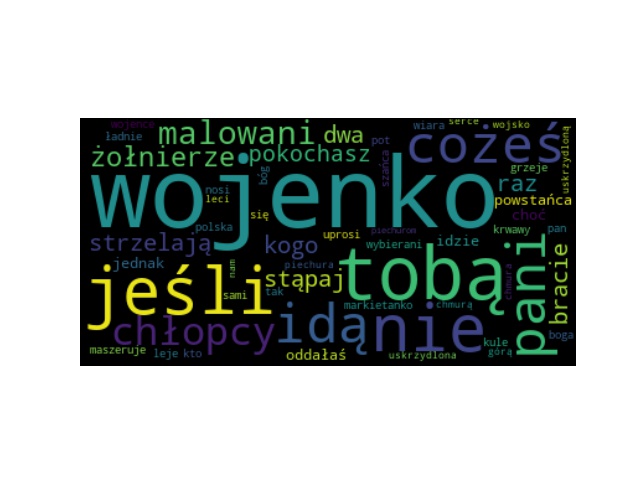 wojence
ładnie
malowani
dwa
pot
wiara
serce
wojsko
cożeś
uskrzydloną
żołnierze
pokochasz
szańca
grzeje
wojenko
nosi
bóg
leci
raz
powstańca
się
choć
strzelają
polska
kogo
uprosi
piechurom
wybierani
idzie
krwawy
pan
jednak
nam
piechura
jeśli
stąpaj
tobą
pani
bracie
chmura
sami
tak
markietanko
chmurą
boga
chłopcy
idą
nie
kule
górą
maszeruje
leje
kto
oddałaś
uskrzydlona